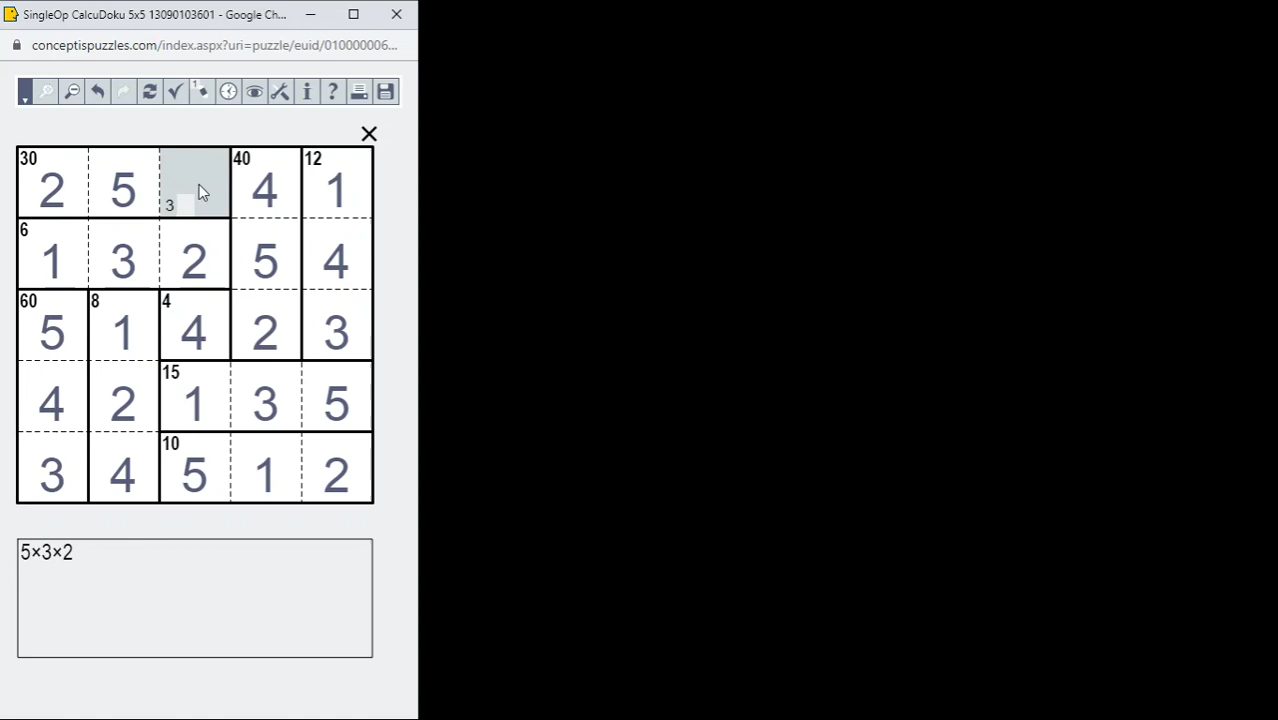 SingleOp CalcuDoku 5x5 13090103601 - Google Ch...
conceptispuzzles.com/index.aspx?uri=puzzle/euid/010000006...
1
30 40 12
2 5 3 4 1
6
1 3 2 5 4
60 8 4
5 1 4 2 3
15
4 2 1 3 5
10
3 4 5 1 2
5×3×2